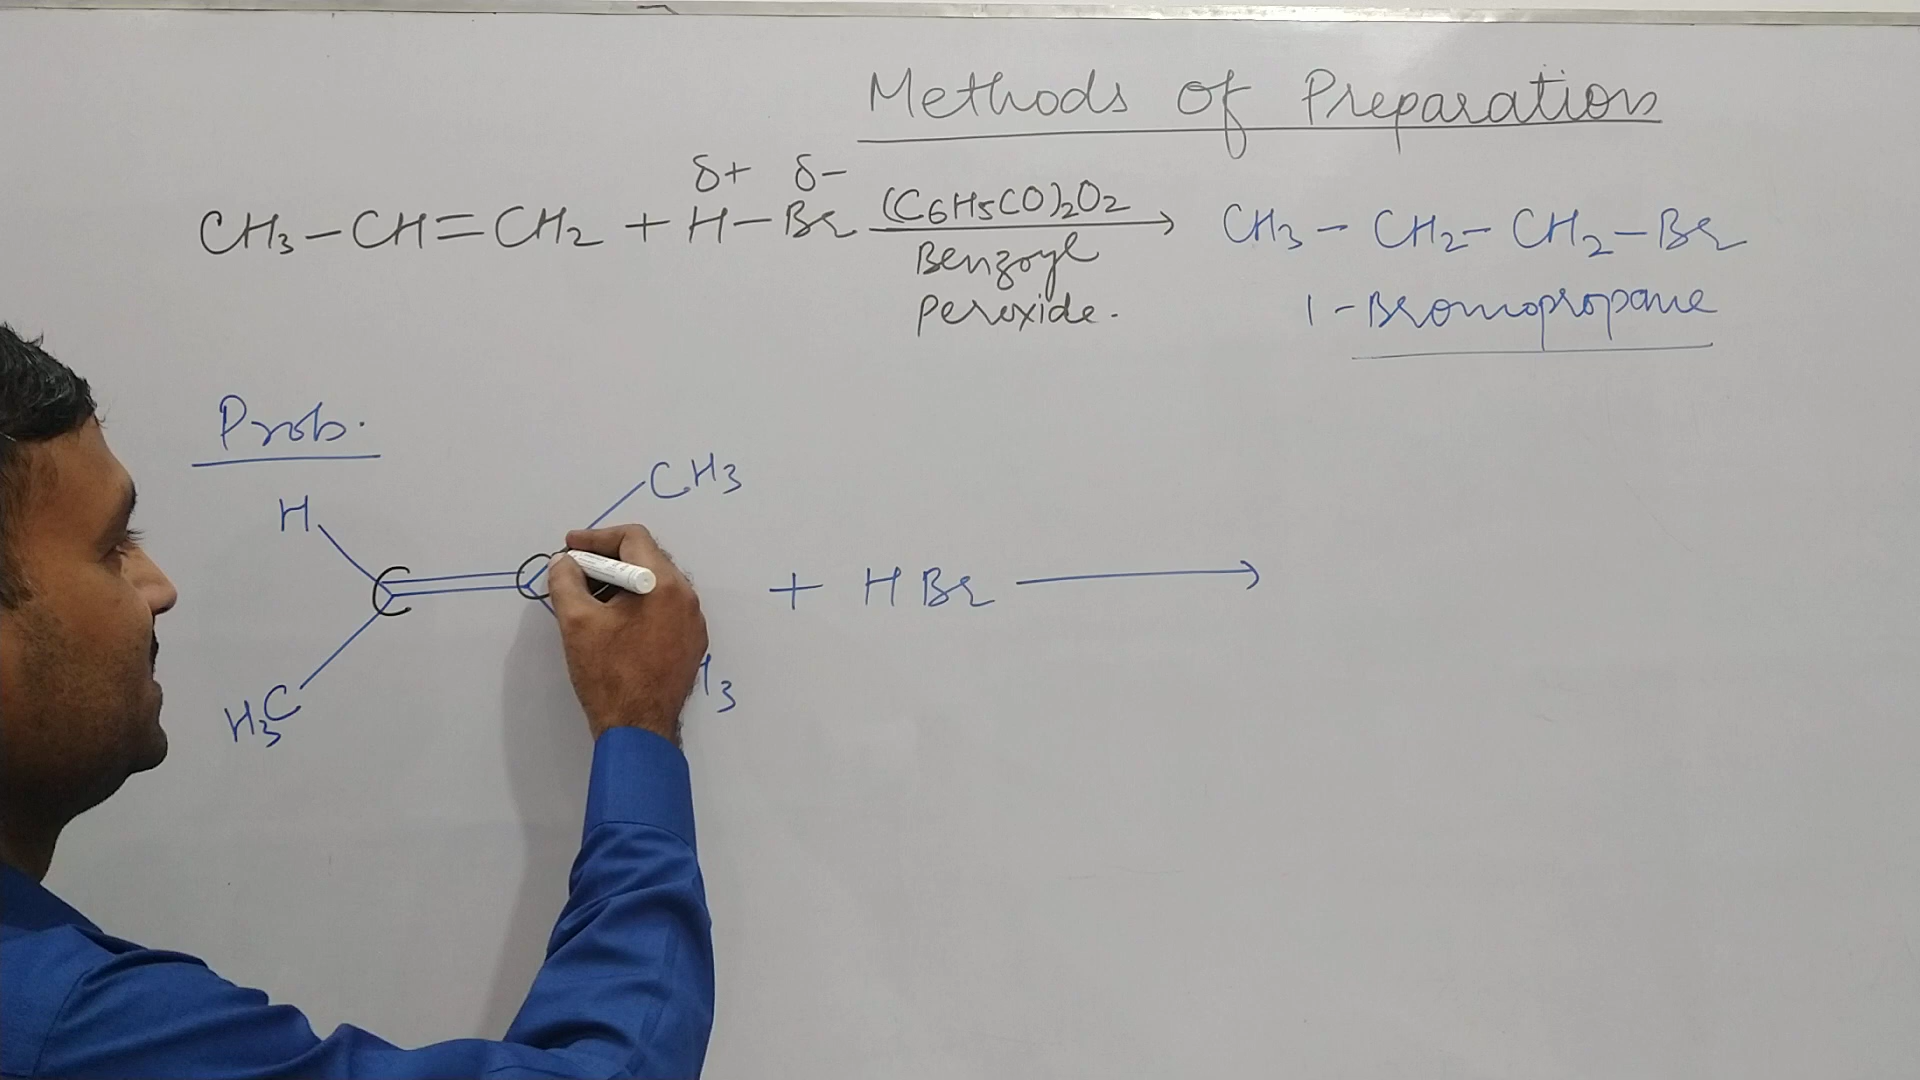 Methods of Preparation
δ+ δ-
CH3-CH=CH2 + H-Br (C6H5CO)2O2 → CH3-CH2-CH2-Br
Benzoyl
Peroxide.
1-Bromopropane
Prob.
CH3
H
C=C + HBr →
H3C
3